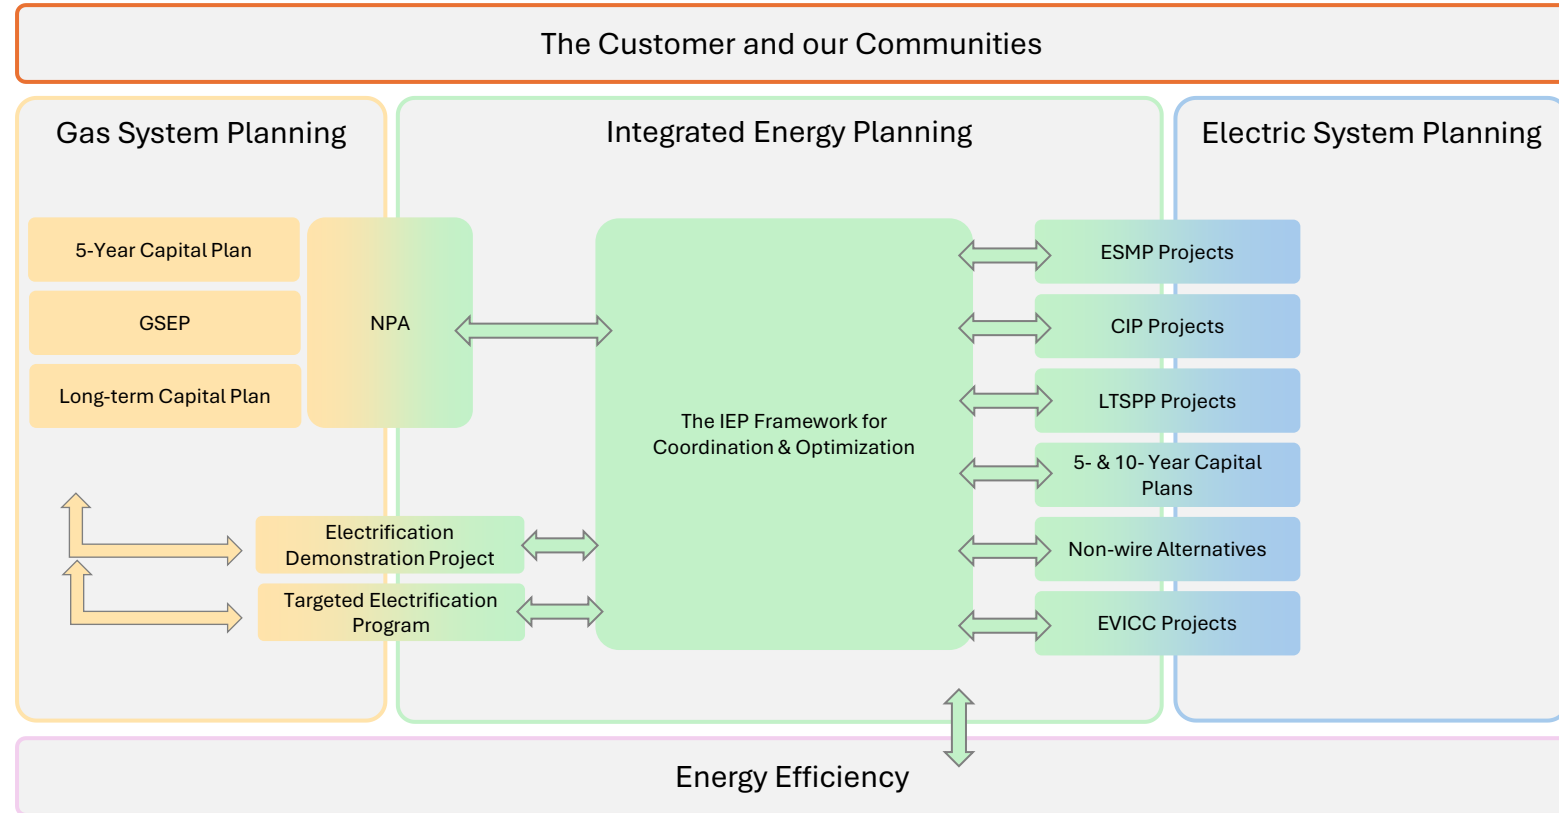 The Customer and our Communities
Gas System Planning
Integrated Energy Planning
Electric System Planning
5-Year Capital Plan
GSEP
Long-term Capital Plan
NPA
Electrification
Demonstration Project
Targeted Electrification
Program
The IEP Framework for
Coordination & Optimization
ESMP Projects
CIP Projects
LTSPP Projects
5- & 10- Year Capital
Plans
Non-wire Alternatives
EVICC Projects
Energy Efficiency